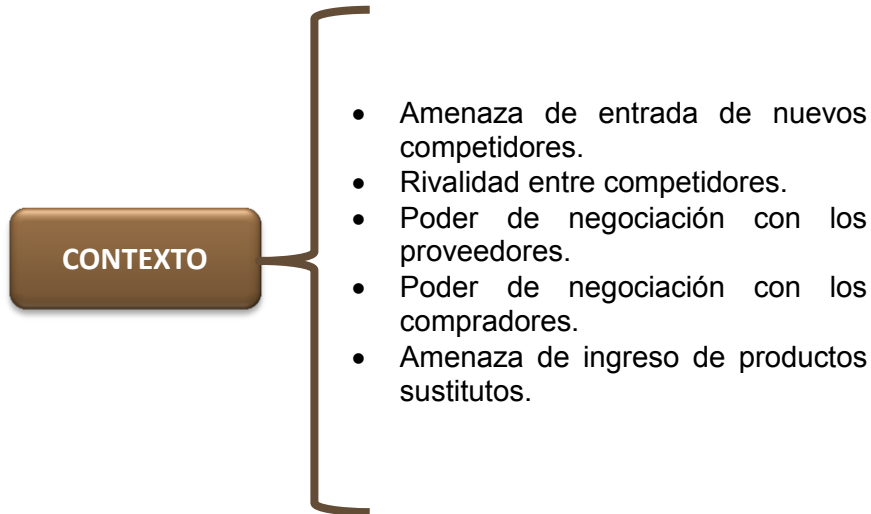 CONTEXTO
• Amenaza de entrada de nuevos
competidores.
• Rivalidad entre competidores.
• Poder de negociación con los
proveedores.
• Poder de negociación con los
compradores.
• Amenaza de ingreso de productos
sustitutos.